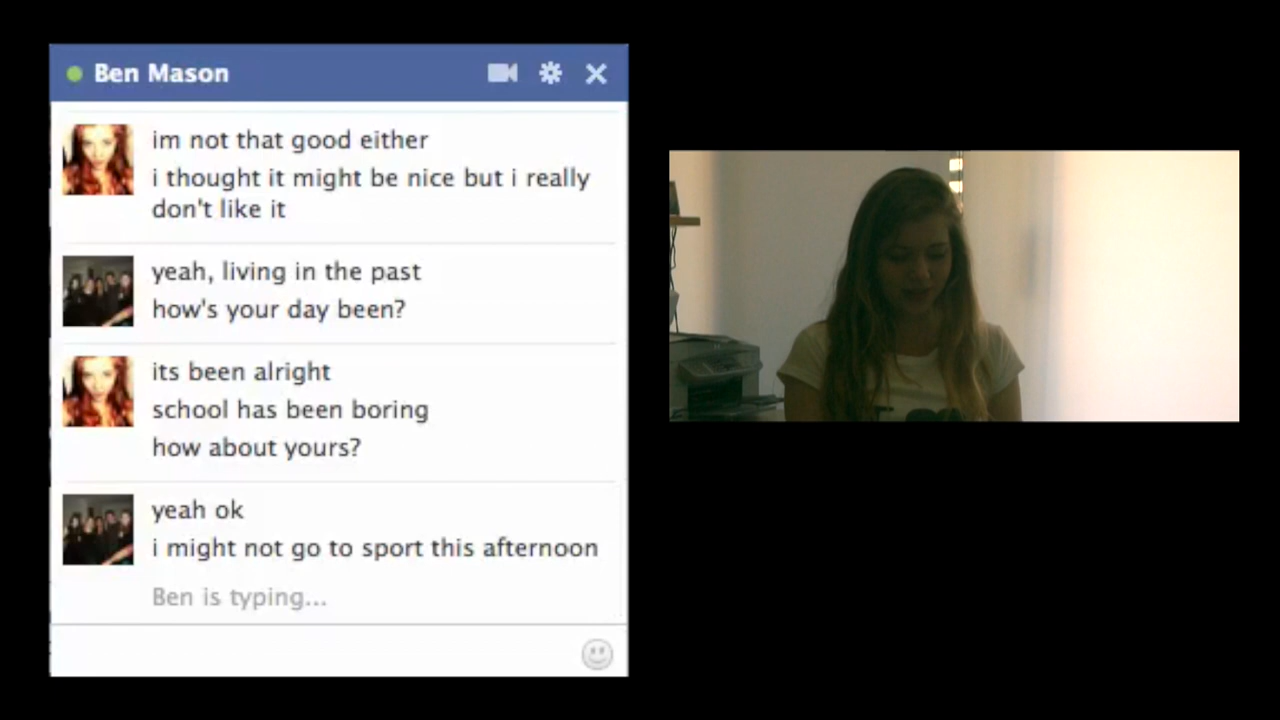 Ben Mason
im not that good either
i thought it might be nice but i really
don't like it
yeah, living in the past
how's your day been?
its been alright
school has been boring
how about yours?
yeah ok
i might not go to sport this afternoon
Ben is typing...